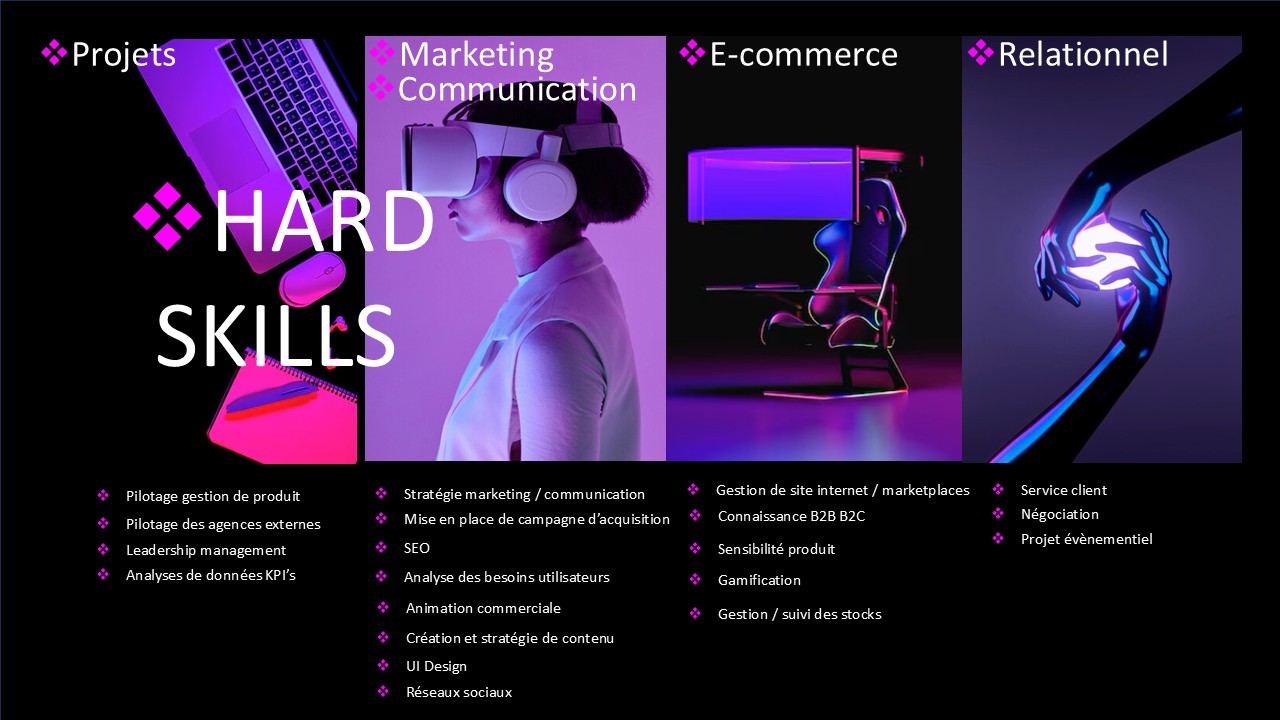 Projets
Marketing
Communication
E-commerce
Relationnel
HARD
SKILLS
Pilotage gestion de produit
Pilotage des agences externes
Leadership management
Analyses de données KPI’s
Stratégie marketing / communication
Mise en place de campagne d’acquisition
SEO
Analyse des besoins utilisateurs
Animation commerciale
Création et stratégie de contenu
UI Design
Réseaux sociaux
Gestion de site internet / marketplaces
Connaissance B2B B2C
Sensibilité produit
Gamification
Gestion / suivi des stocks
Service client
Négociation
Projet évènementiel